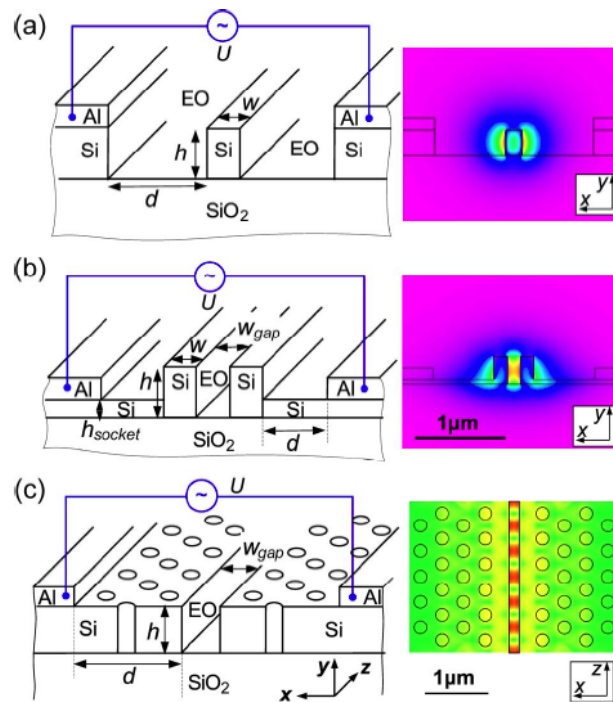 (a)
~
U
EO
Al
w
Al
Si
h
Si
EO
Si
d
SiO2
y
x
(b)
~
U
wgap
w
Al
h
Si
EO
Si
Al
Si
Si
hsocket
SiO2
d
1µm
y
x
(c)
~
U
wgap
Al
EO
Al
Si
h
Si
d
SiO2
y
z
x
1µm
z
x